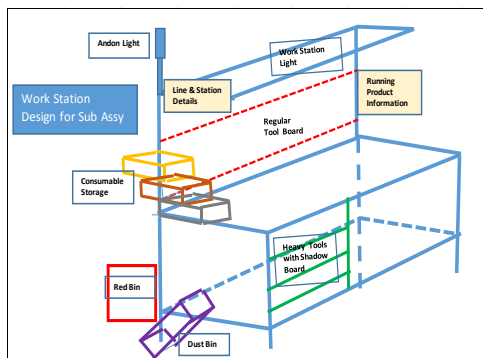 Andon Light
Work Station
Light
Line & Station
Details
Running
Product
Information
Work Station
Design for Sub Assy
Regular
Tool Board
Consumable
Storage
Heavy Tools
with Shadow
Board
Red Bin
Dust Bin